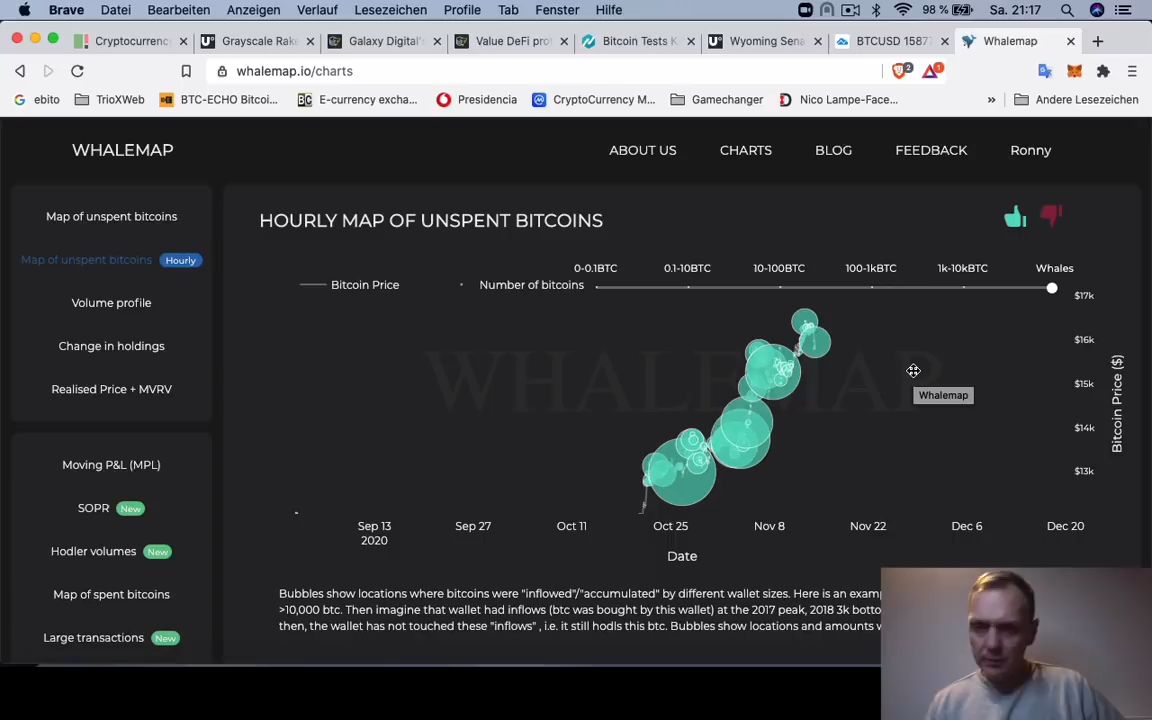 Brave Datei Bearbeiten Anzeigen Verlauf Lesezeichen Profile Tab Fenster Hilfe 98 % Sa. 21:17
Cryptocurrency Grayscale Rak Galaxy Digital's Value DeFi pro Bitcoin Tests K Wyoming Sena BTCUSD 1587 Whalemap
whalemap.io/charts 2 1
ebito TrioXWeb BTC-ECHO Bitcoi... E-currency excha... Presidencia CryptoCurrency M... Gamechanger Nico Lampe-Face... » Andere Lesezeichen
WHALEMAP ABOUT US CHARTS BLOG FEEDBACK Ronny
Map of unspent bitcoins
Map of unspent bitcoins Hourly
Volume profile
Change in holdings
Realised Price + MVRV
Moving P&L (MPL)
SOPR New
Hodler volumes New
Map of spent bitcoins
Large transactions New
HOURLY MAP OF UNSPENT BITCOINS
0-0.1BTC 0.1-10BTC 10-100BTC 100-1kBTC 1k-10kBTC Whales
Bitcoin Price Number of bitcoins
WHALEMAP
Whalemap
$17k
$16k
$15k
$14k
$13k
Bitcoin Price ($)
Sep 13 Sep 27 Oct 11 Oct 25 Nov 8 Nov 22 Dec 6 Dec 20
2020
Date
Bubbles show locations where bitcoins were "inflowed"/"accumulated" by different wallet sizes. Here is an exam
>10,000 btc. Then imagine that wallet had inflows (btc was bought by this wallet) at the 2017 peak, 2018 3k botto
then, the wallet has not touched these "inflows" , i.e. it still hodls this btc. Bubbles show locations and amounts w